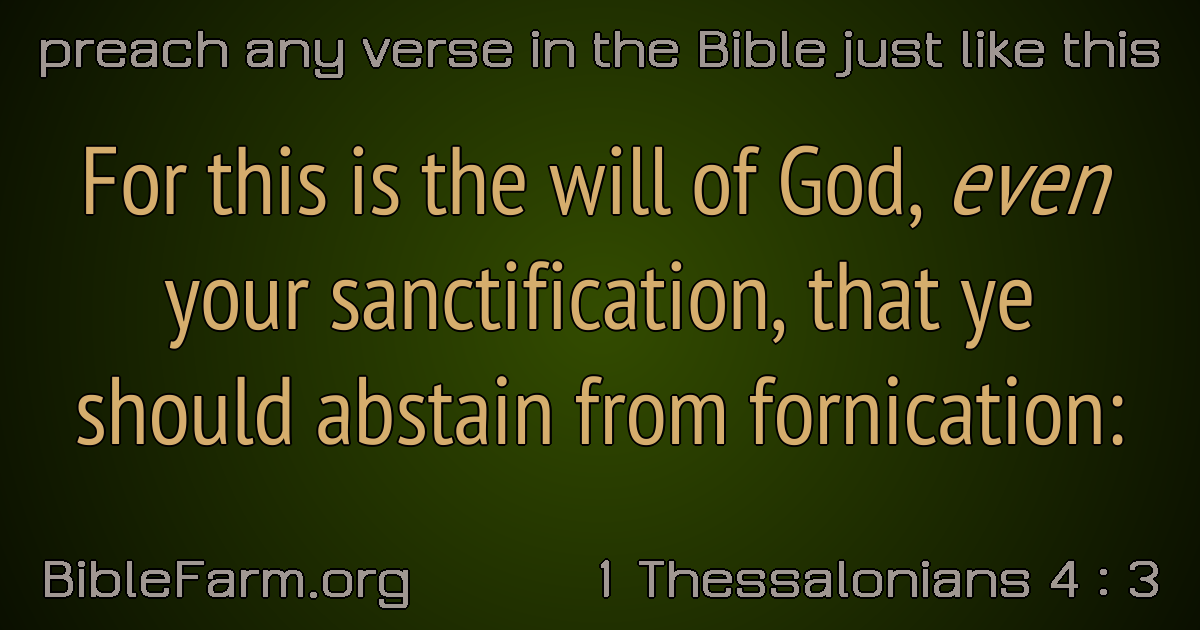 preach any verse in the Bible just like this
For this is the will of God, even
your sanctification, that ye
should abstain from fornication:
BibleFarm.org
1 Thessalonians 4 : 3